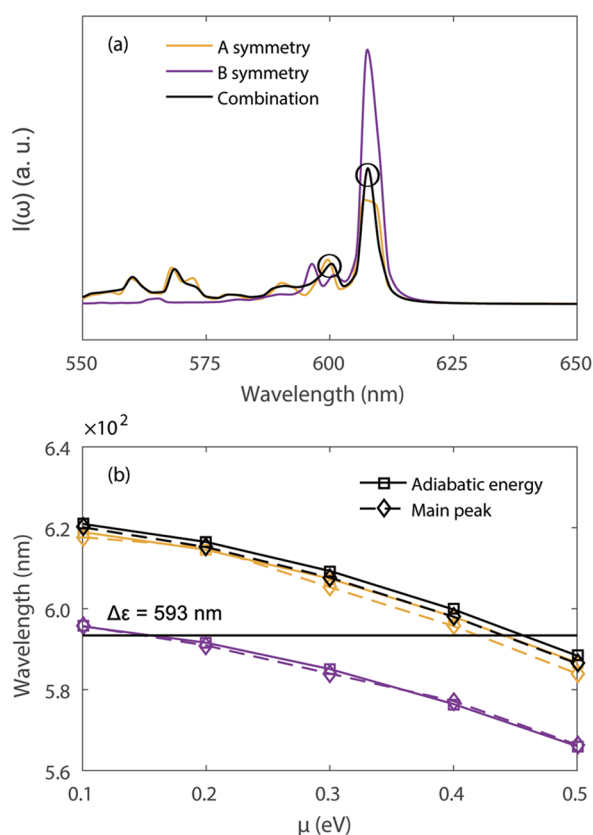 (a)
A symmetry
B symmetry
Combination
I(ω) (a. u.)
550 575 600 625 650
Wavelength (nm)
×10²
6.4
(b)
Adiabatic energy
Main peak
6.2
Wavelength (nm)
Δε = 593 nm
6.0
5.8
5.6
0.1 0.2 0.3 0.4 0.5
μ (eV)